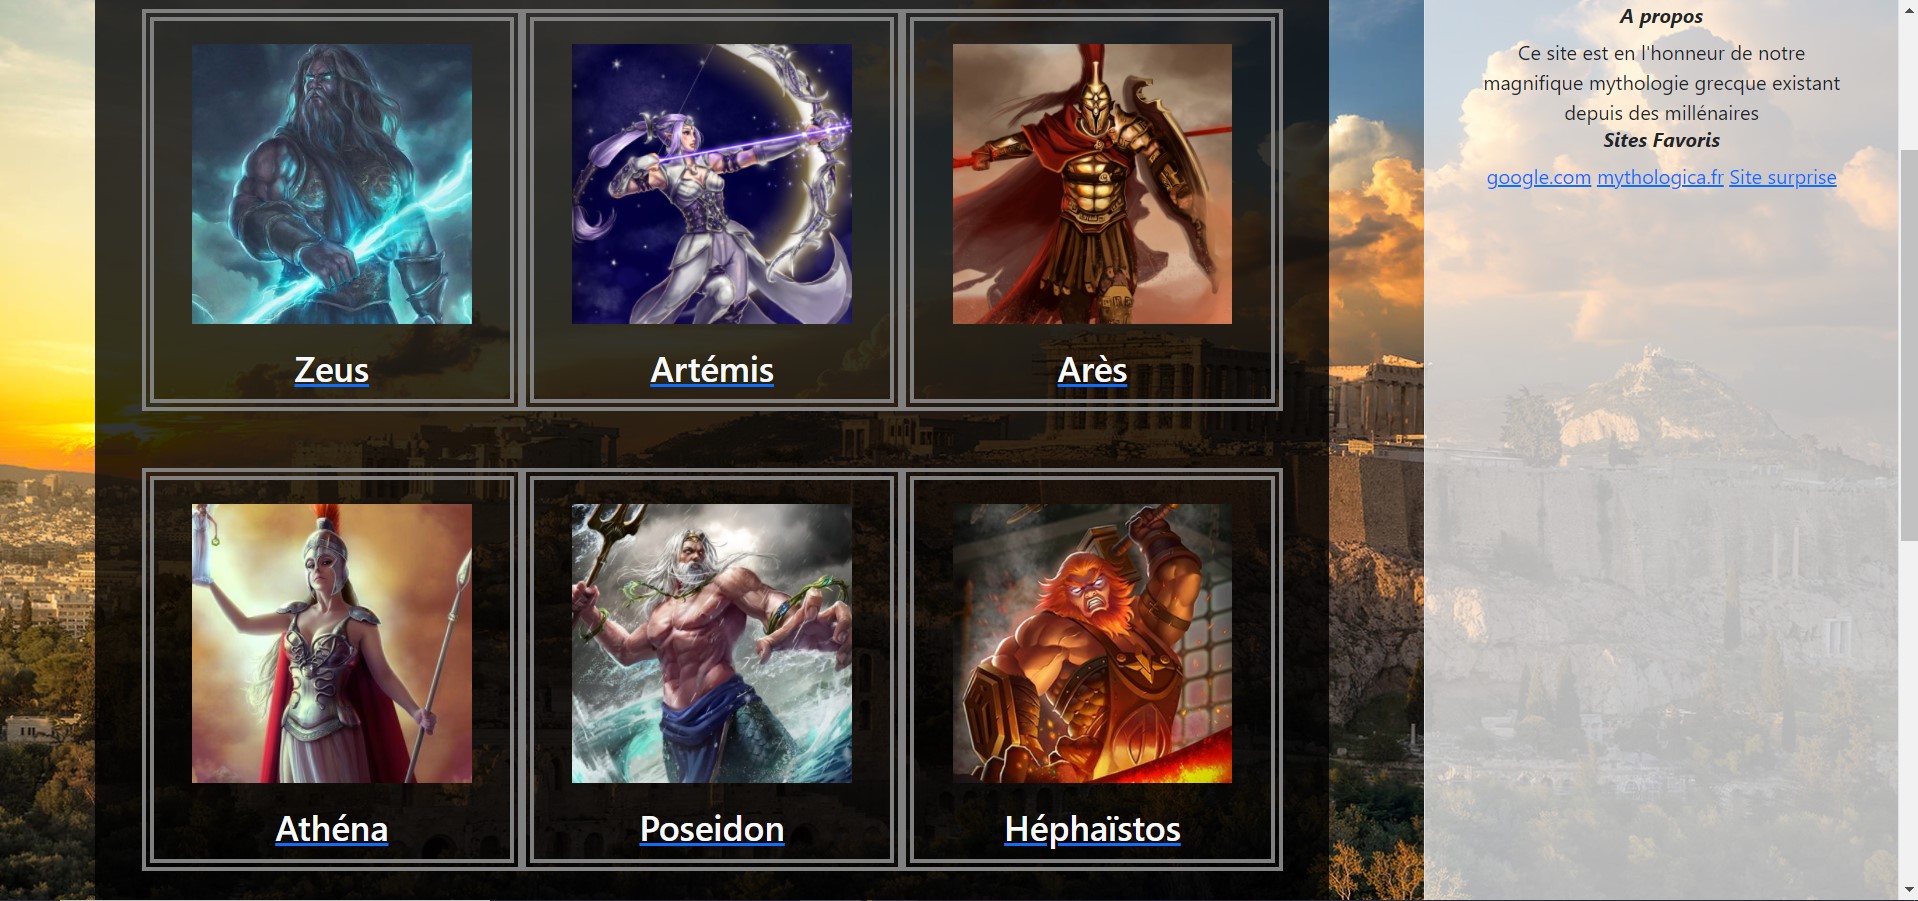 Zeus
Artémis
Arès
Athéna
Poseidon
Héphaïstos
A propos
Ce site est en l'honneur de notre
magnifique mythologie grecque existant
depuis des millénaires
Sites Favoris
google.com mythologica.fr Site surprise